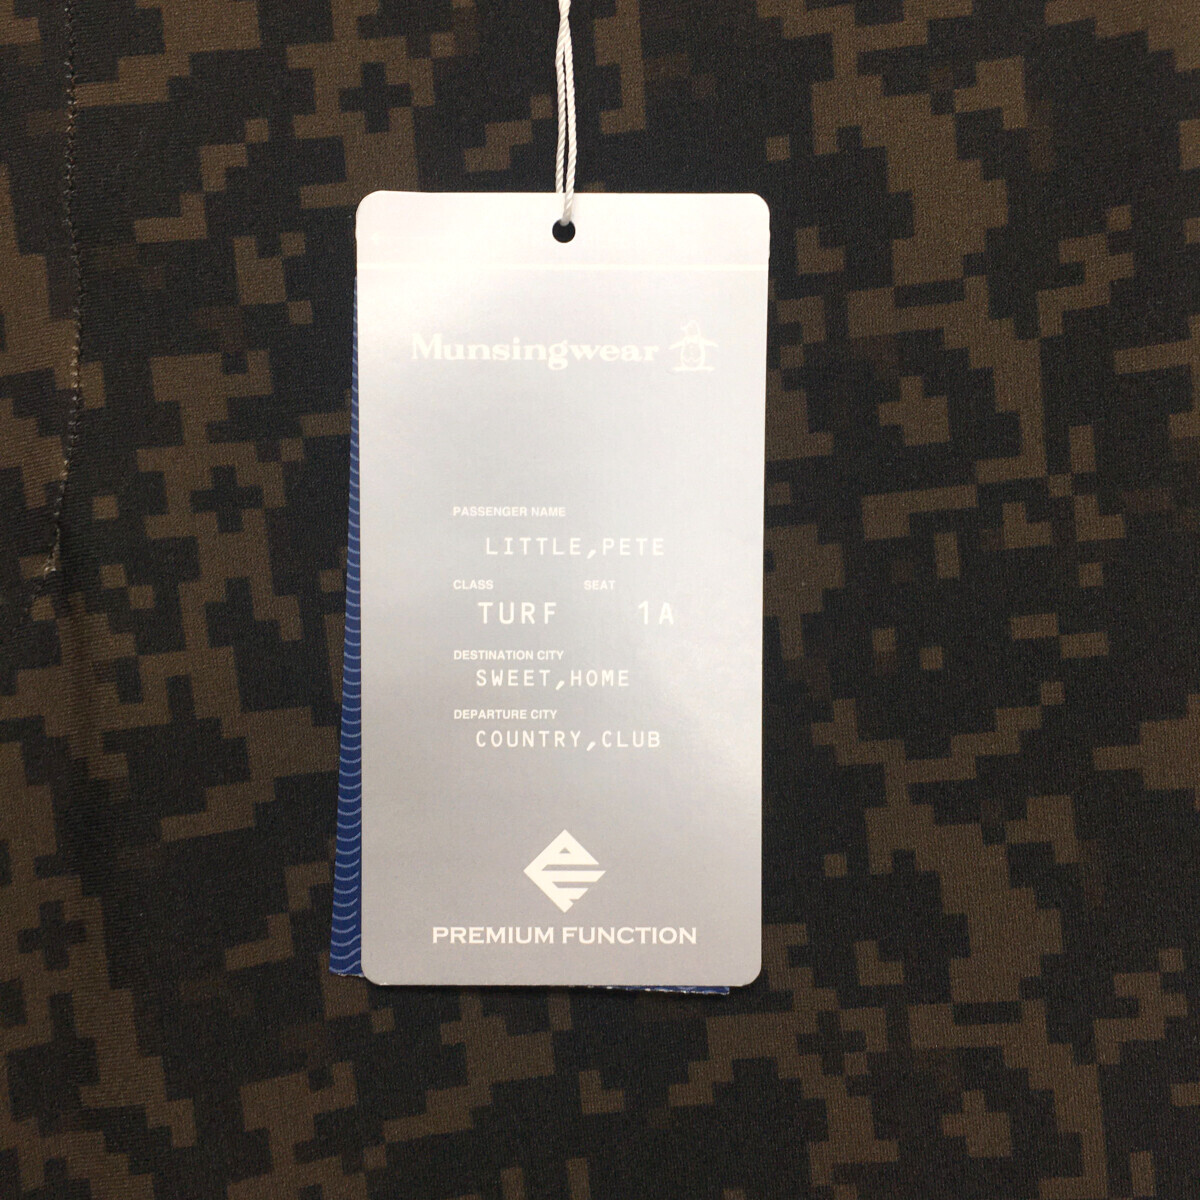 Munsingwear
PASSENGER NAME
LITTLE,PETE
CLASS SEAT
TURF 1A
DESTINATION CITY
SWEET,HOME
DEPARTURE CITY
COUNTRY,CLUB
PREMIUM FUNCTION